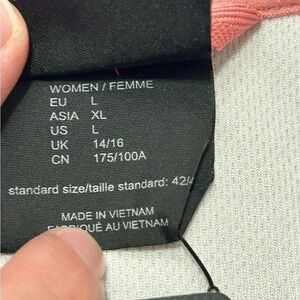 WOMEN / FEMME
EU L
ASIA XL
US L
UK 14/16
CN 175/100A
standard size/taille standard: 42/
MADE IN VIETNAM
FABRIQUÉ AU VIETNAM